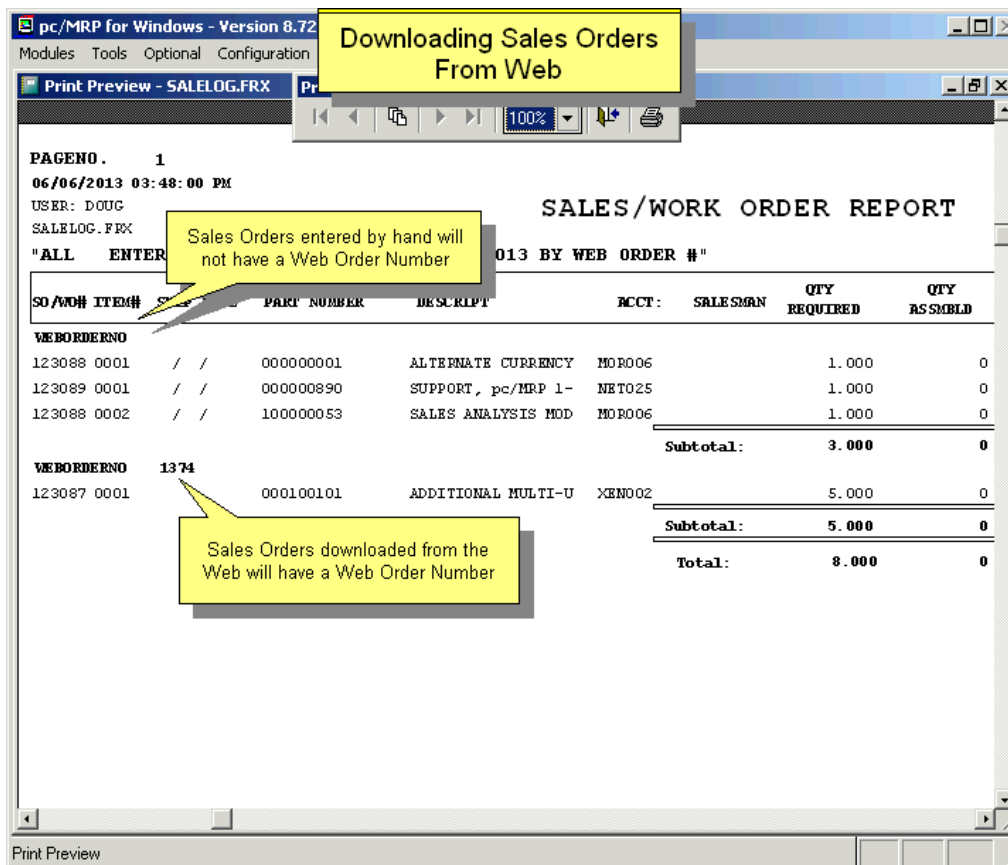 pc/MRP for Windows - Version 8.72
Downloading Sales Orders
From Web
Modules Tools Optional Configuration
Print Preview - SALELOG.FRX
100%
PAGENO. 1
06/06/2013 03:48:00 PM
USER: DOUG
SALES/WORK ORDER REPORT
SALELOG.FRX
Sales Orders entered by hand will
not have a Web Order Number
"ALL ENTER 013 BY WEB ORDER #"
SO/WO# ITEM# PART NUMBER DESCRIPT ACCT: SALESMAN QTY REQUIRED QTY ASSMBLD
WEBORDERNO
123088 0001 / / 000000001 ALTERNATE CURRENCY MOR006 1.000 0
123089 0001 / / 000000890 SUPPORT, pc/MRP 1- NET025 1.000 0
123088 0002 / / 100000053 SALES ANALYSIS MOD MOR006 1.000 0
Subtotal: 3.000 0
WEBORDERNO 1374
123087 0001 000100101 ADDITIONAL MULTI-U XEN002 5.000 0
Subtotal: 5.000 0
Sales Orders downloaded from the
Web will have a Web Order Number
Total: 8.000 0
Print Preview